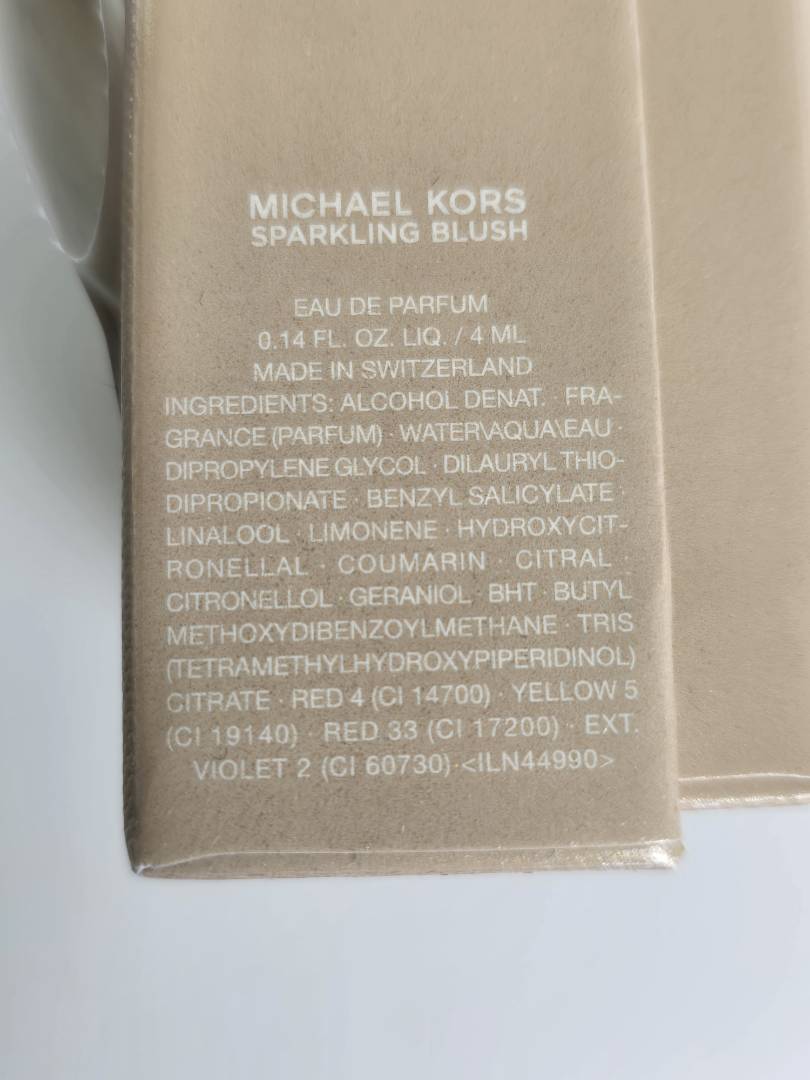 MICHAEL KORS
SPARKLING BLUSH
EAU DE PARFUM
0.14 FL. OZ. LIQ. / 4 ML
MADE IN SWITZERLAND
INGREDIENTS: ALCOHOL DENAT. · FRA-
GRANCE (PARFUM) · WATER\AQUA\EAU ·
DIPROPYLENE GLYCOL · DILAURYL THIO-
DIPROPIONATE · BENZYL SALICYLATE ·
LINALOOL · LIMONENE · HYDROXYCIT-
RONELLAL · COUMARIN · CITRAL ·
CITRONELLOL · GERANIOL · BHT · BUTYL
METHOXYDIBENZOYLMETHANE · TRIS
(TETRAMETHYLHYDROXYPIPERIDINOL)
CITRATE · RED 4 (CI 14700) · YELLOW 5
(CI 19140) · RED 33 (CI 17200) · EXT.
VIOLET 2 (CI 60730) · <ILN44990>